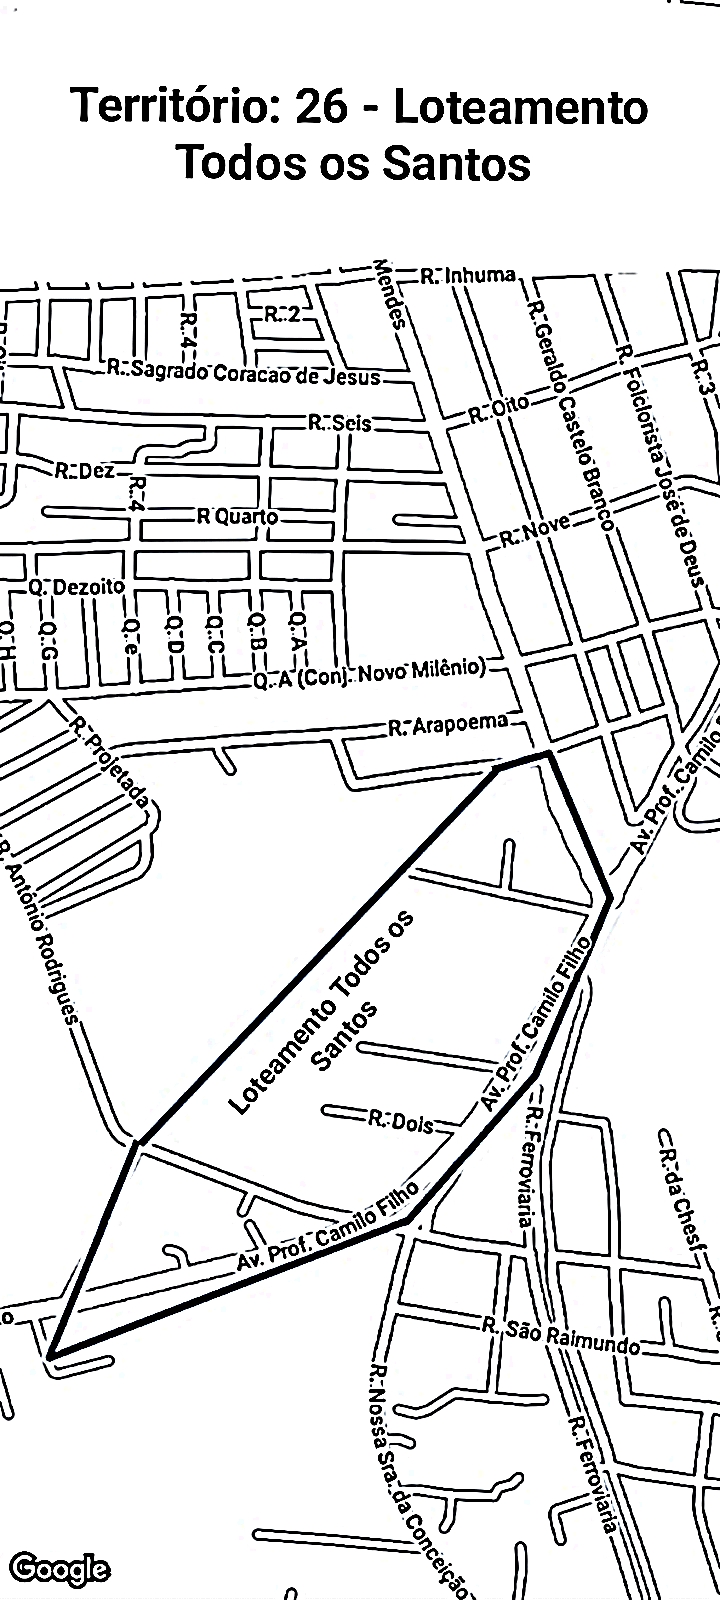 Território: 26 - Loteamento
Todos os Santos
Mendes
R. Inhuma
R. 2
R. 4
R. Sagrado Coracao de Jesus
R. Geraldo Castelo Branco
R. Folclorista José de Deus
R. 3
R. Oito
R. Seis
R. Dez
R. 4
R Quarto
R. Nove
Q. Dezoito
Q. H
Q. G
Q. e
Q. D
Q. C
Q. B
Q. A
Q. A (Conj. Novo Milênio)
R. Arapoema
R. Projetada
Av. Prof. Camilo
R. Antônio Rodrigues
Loteamento Todos os
Santos
Av. Prof. Camilo Filho
R. Dois
R. Ferroviaria
R. da Chesf
Av. Prof. Camilo Filho
R. São Raimundo
R. Nossa Sra. da Conceição
R. Ferroviaria
Google